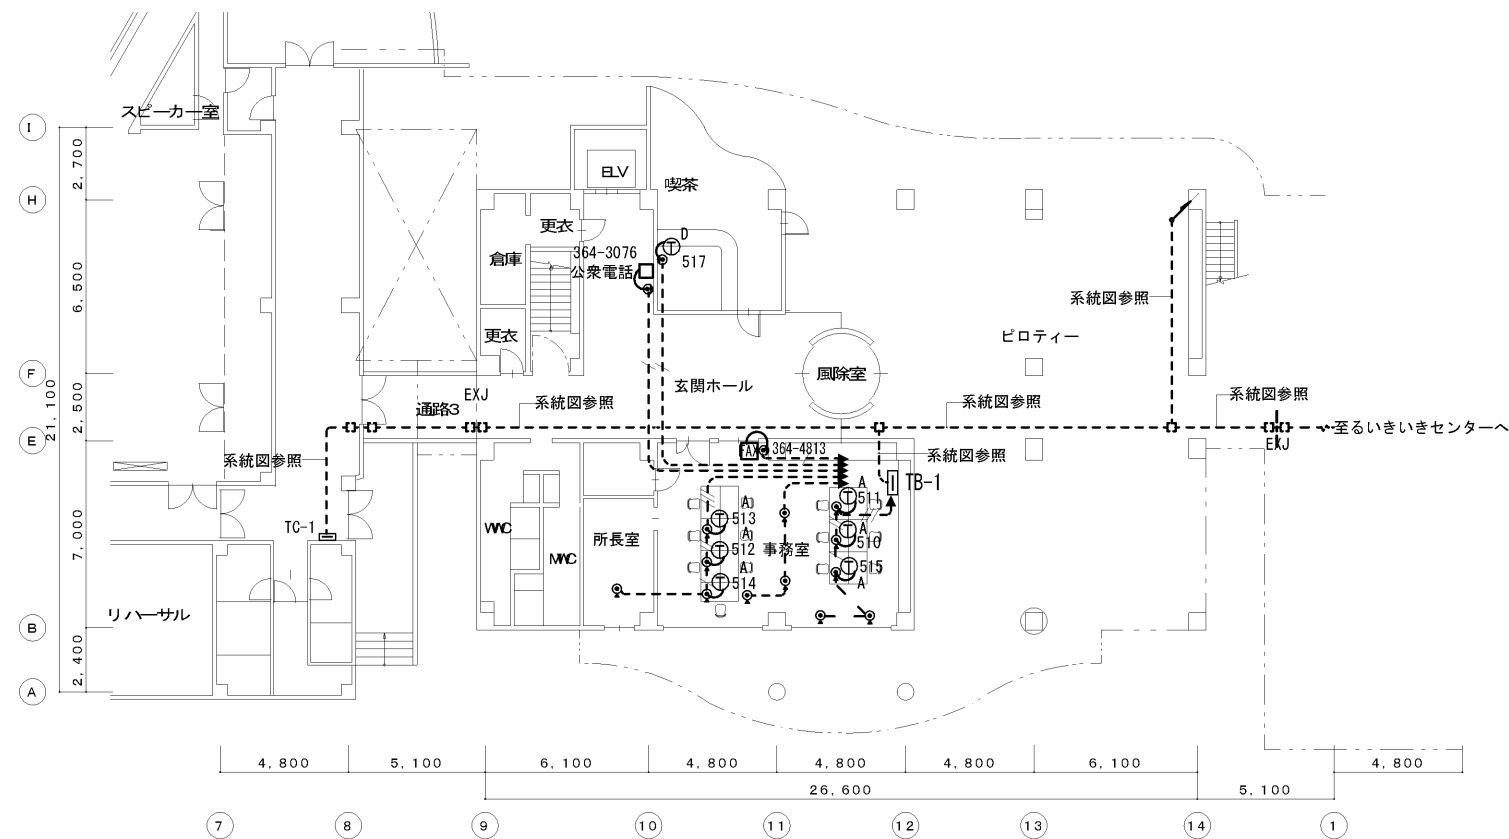 スピーカー室
I
2,700
ELV
喫茶
H
更衣
D
364-3076
倉庫
公衆電話
517
6,500
系統図参照
更衣
ピロティー
F
風除室
玄関ホール
21,100
2,500
EXJ
通路3
系統図参照
系統図参照
系統図参照
至るいきいきセンターへ
E
EXJ
FAX
364-4813
系統図参照
系統図参照
TB-1
A
511
A
513
TC-1
WWC
7,000
所長室
A
512
事務室
A
510
MWC
A
514
515
A
リハーサル
B
2,400
A
4,800
5,100
6,100
4,800
4,800
4,800
6,100
4,800
26,600
5,100
7
8
9
10
11
12
13
14
1